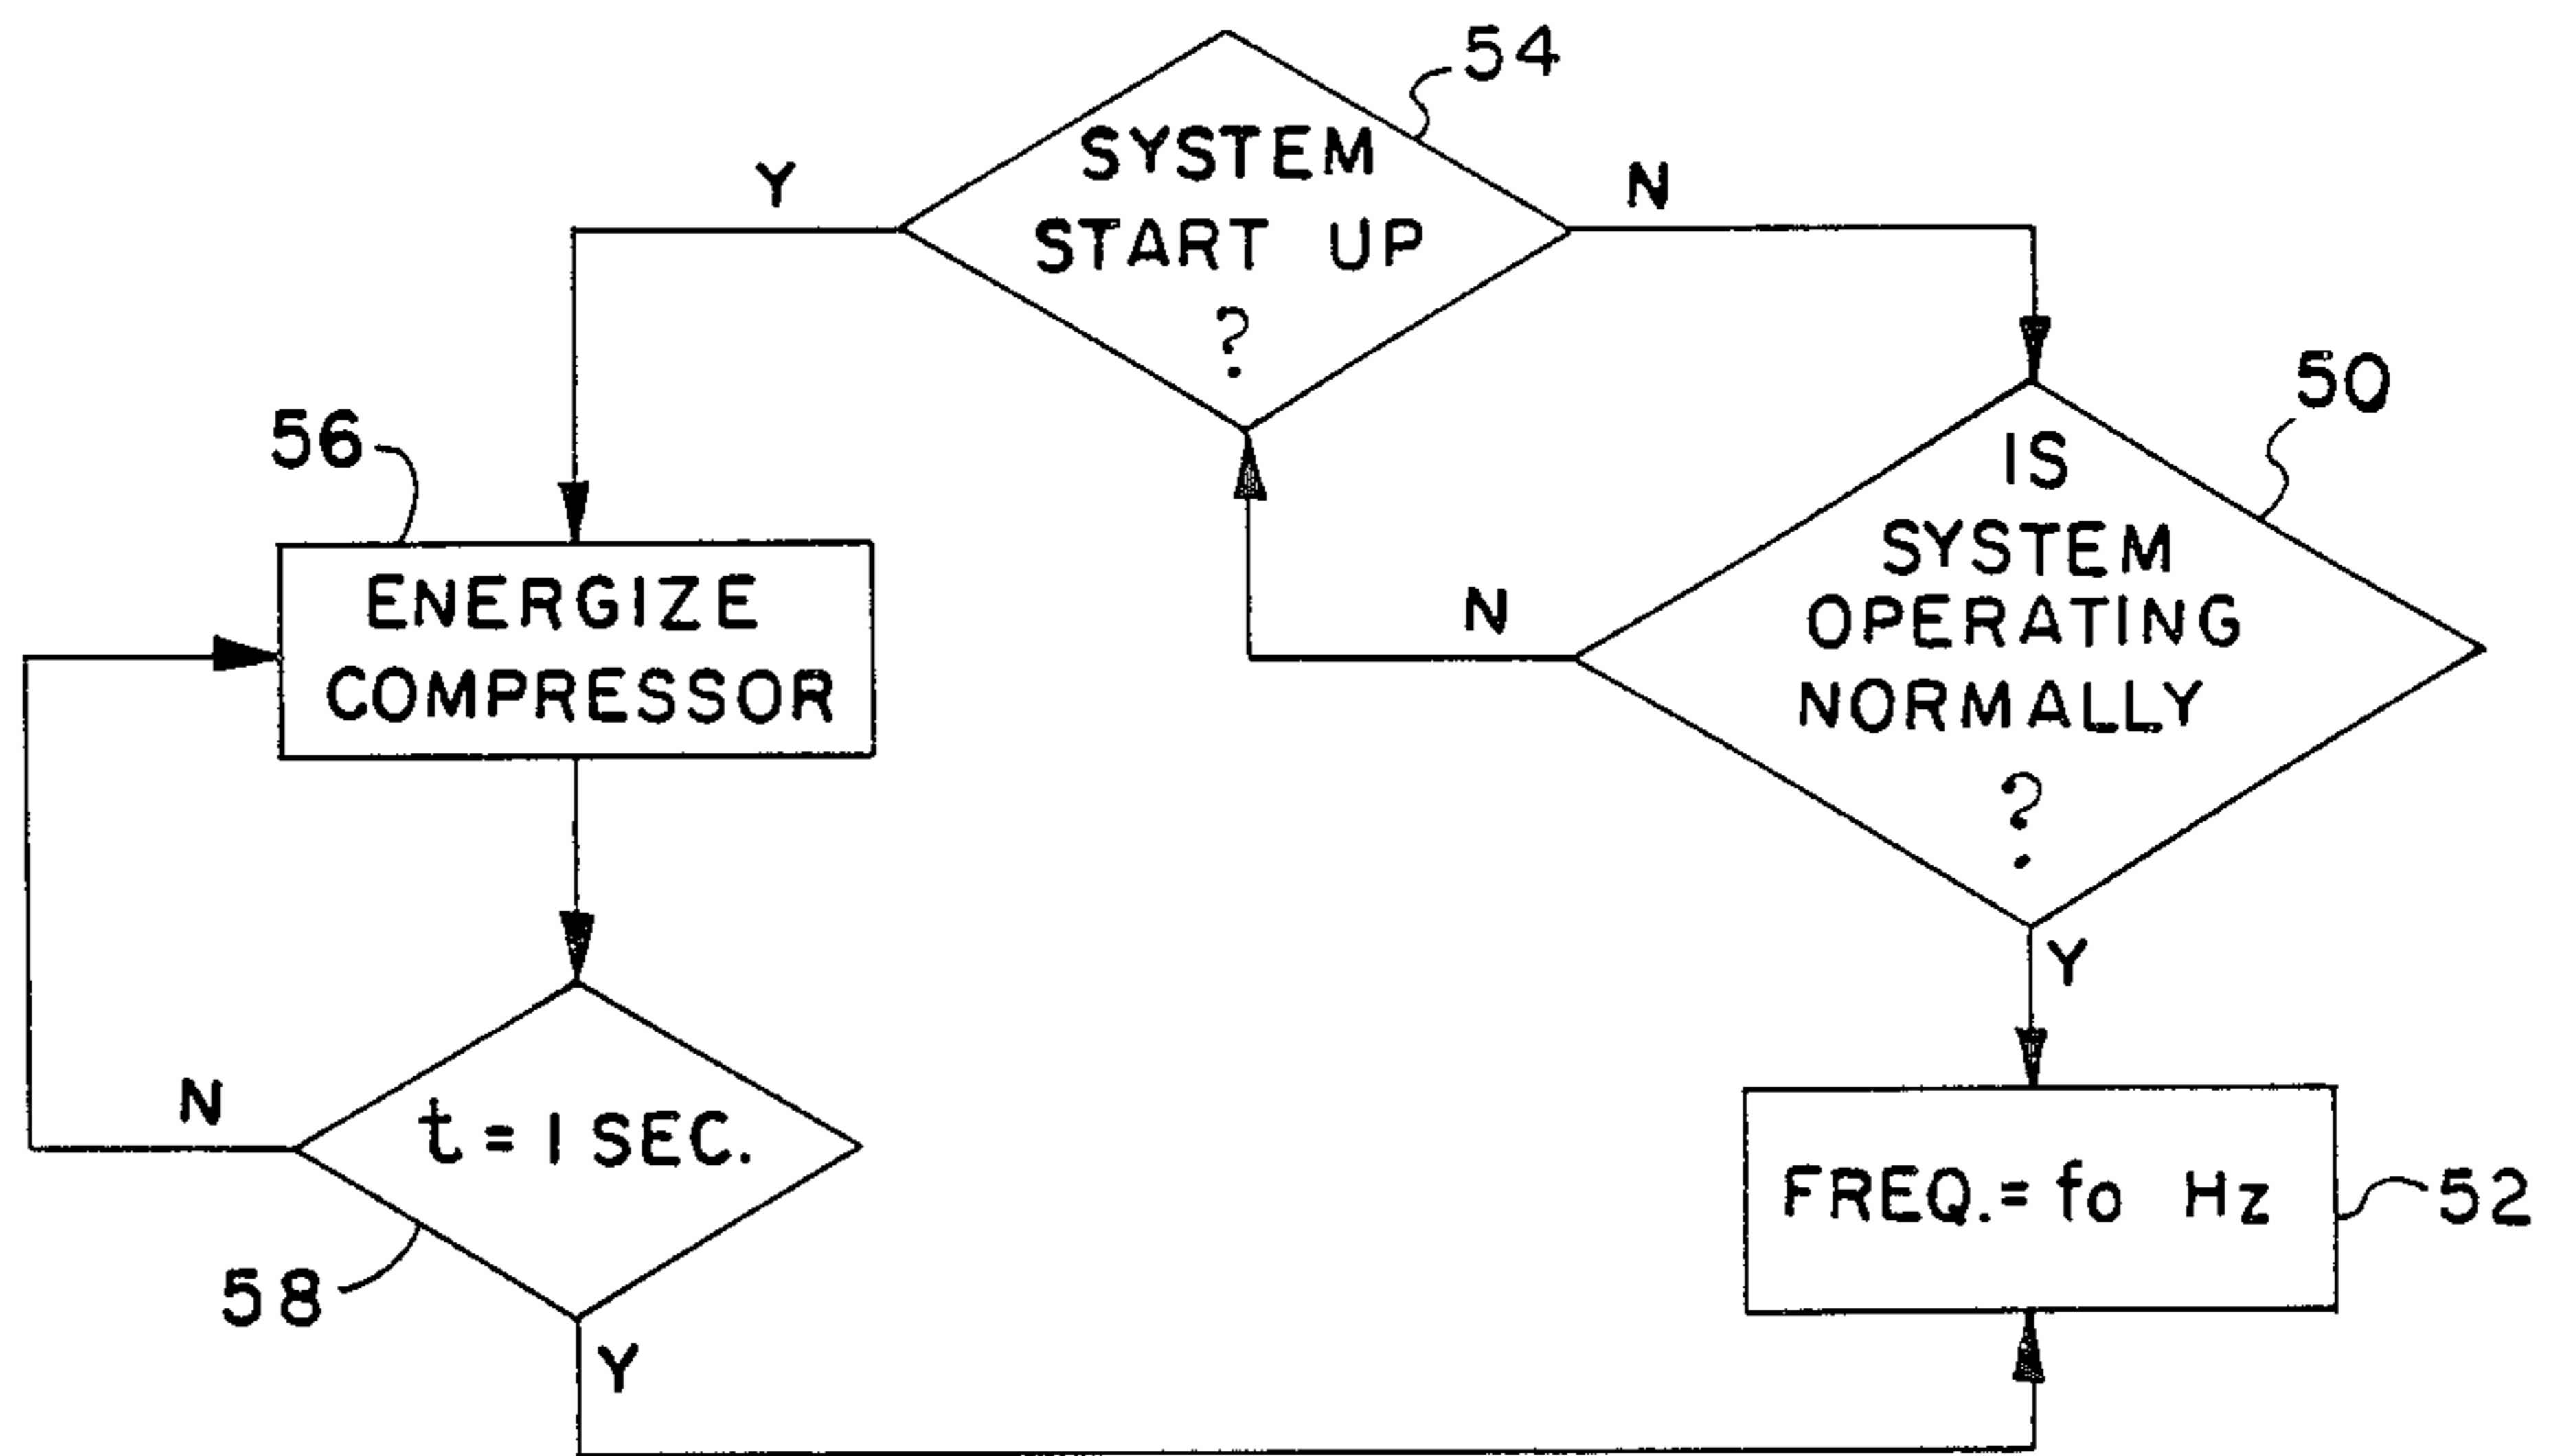 54
SYSTEM
START UP
?
Y
N
50
IS
SYSTEM
OPERATING
NORMALLY
?
N
Y
56
ENERGIZE
COMPRESSOR
t = 1 SEC.
N
58
Y
FREQ. = fo Hz
52